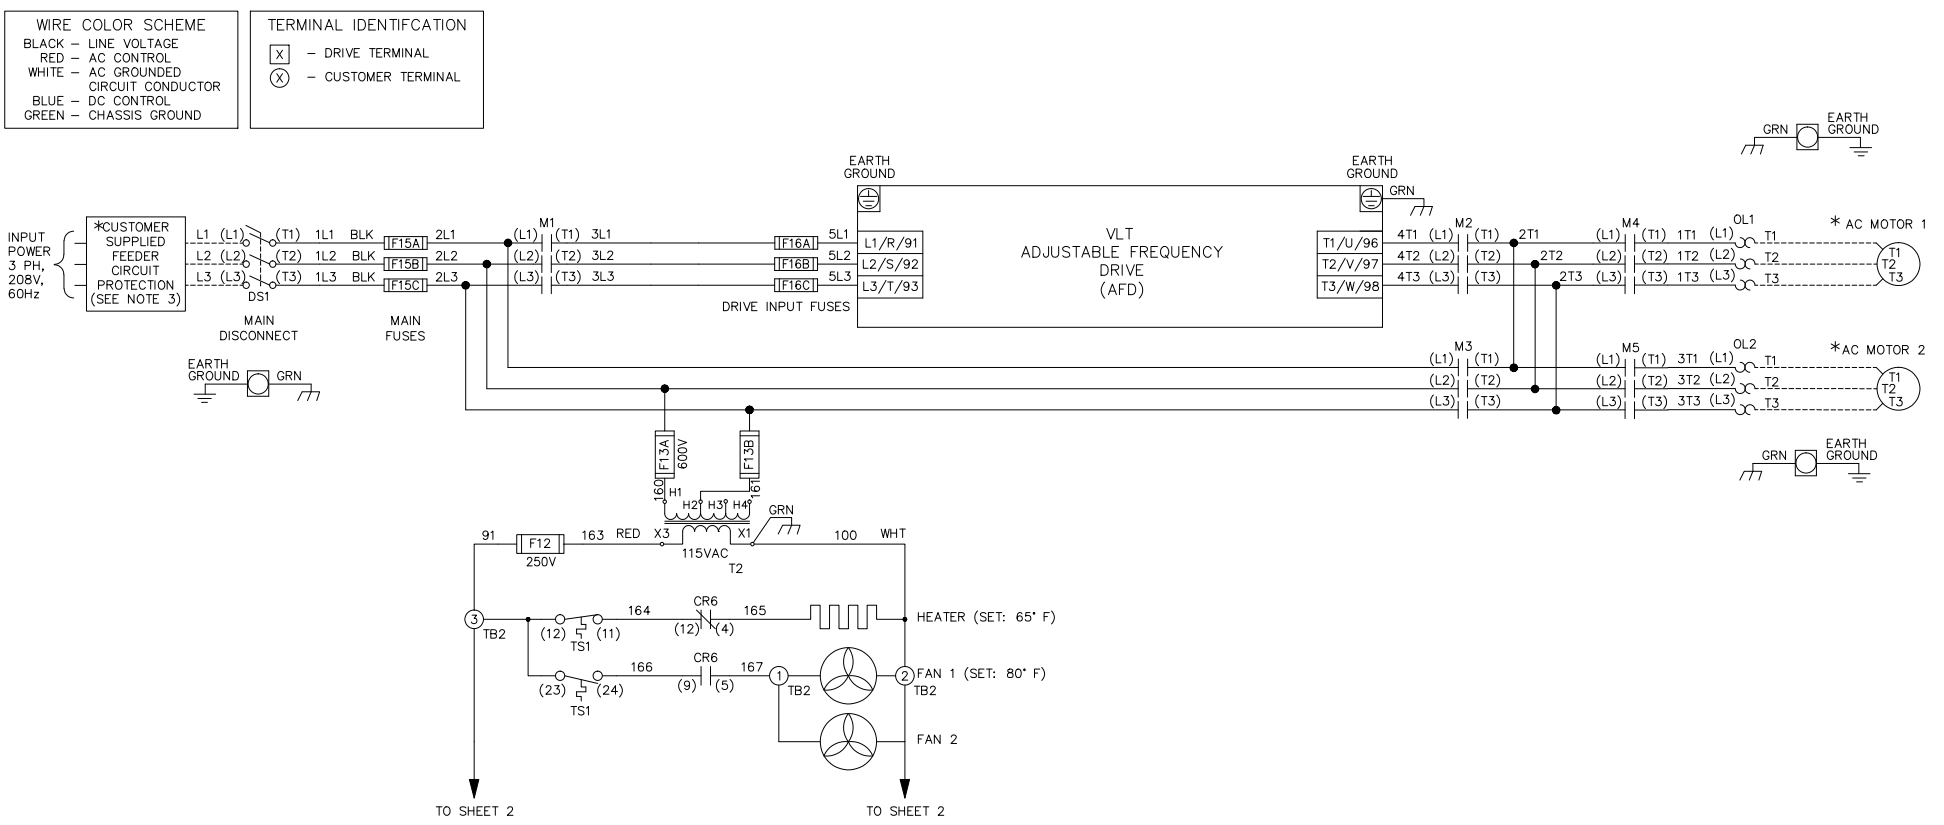 WIRE COLOR SCHEME
BLACK – LINE VOLTAGE
RED – AC CONTROL
WHITE – AC GROUNDED
CIRCUIT CONDUCTOR
BLUE – DC CONTROL
GREEN – CHASSIS GROUND
TERMINAL IDENTIFCATION
X – DRIVE TERMINAL
X – CUSTOMER TERMINAL
GRN EARTH
GROUND
INPUT
POWER
3 PH,
208V,
60Hz
*CUSTOMER
SUPPLIED
FEEDER
CIRCUIT
PROTECTION
(SEE NOTE 3)
L1 (L1) (T1) 1L1 BLK F15A 2L1 (L1) M1 (T1) 3L1 F16A 5L1
L2 (L2) (T2) 1L2 BLK F15B 2L2 (L2) (T2) 3L2 F16B 5L2
L3 (L3) (T3) 1L3 BLK F15C 2L3 (L3) (T3) 3L3 F16C 5L3
DS1
MAIN
DISCONNECT
MAIN
FUSES
DRIVE INPUT FUSES
EARTH
GROUND
EARTH
GROUND
GRN
L1/R/91
L2/S/92
L3/T/93
VLT
ADJUSTABLE FREQUENCY
DRIVE
(AFD)
T1/U/96
T2/V/97
T3/W/98
4T1 (L1) M2 (T1) 2T1 (L1) M4 (T1) 1T1 (L1) OL1 T1
4T2 (L2) (T2) 2T2 (L2) (T2) 1T2 (L2) T2
4T3 (L3) (T3) 2T3 (L3) (T3) 1T3 (L3) T3
* AC MOTOR 1
T1
T2
T3
EARTH
GROUND GRN
(L1) M3 (T1) (L1) M5 (T1) 3T1 (L1) OL2 T1
(L2) (T2) (L2) (T2) 3T2 (L2) T2
(L3) (T3) (L3) (T3) 3T3 (L3) T3
*AC MOTOR 2
T1
T2
T3
GRN EARTH
GROUND
F13A
600V
F13B
160
161
H1
H2 H3 H4
GRN
91 F12 163 RED X3 X1 100 WHT
250V
115VAC
T2
3
TB2
(12) (11)
TS1
164
CR6
(12) (4)
165
HEATER (SET: 65° F)
(23) (24)
TS1
166
CR6
(9) (5)
167
1
TB2
2
TB2
FAN 1 (SET: 80° F)
FAN 2
TO SHEET 2
TO SHEET 2